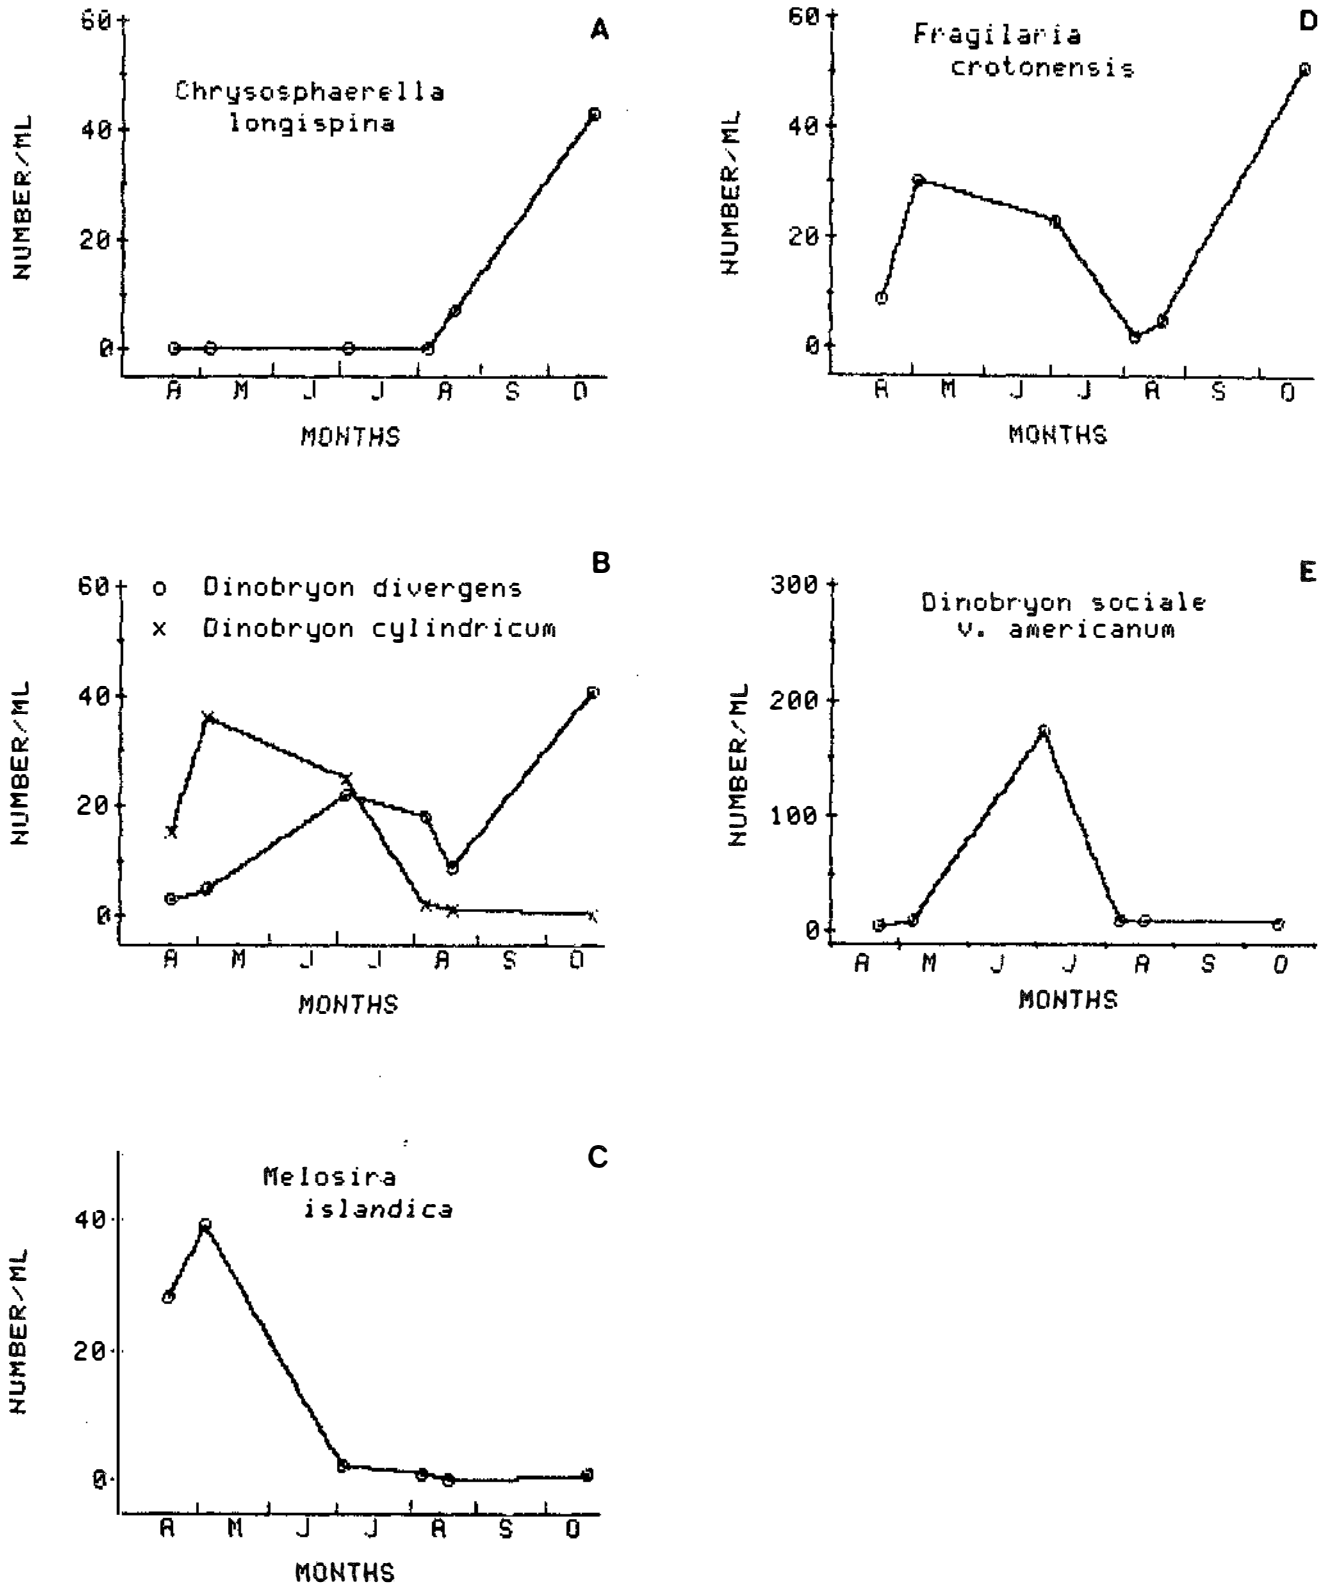 A
60
40
20
0
NUMBER/ML
Chrysosphaerella
longispina
A M J J A S O
MONTHS
D
60
40
20
0
NUMBER/ML
Fragilaria
crotonensis
A M J J A S O
MONTHS
B
60
40
20
0
NUMBER/ML
o Dinobryon divergens
x Dinobryon cylindricum
A M J J A S O
MONTHS
E
300
200
100
0
NUMBER/ML
Dinobryon sociale
v. americanum
A M J J A S O
MONTHS
C
40
20
0
NUMBER/ML
Melosira
islandica
A M J J A S O
MONTHS